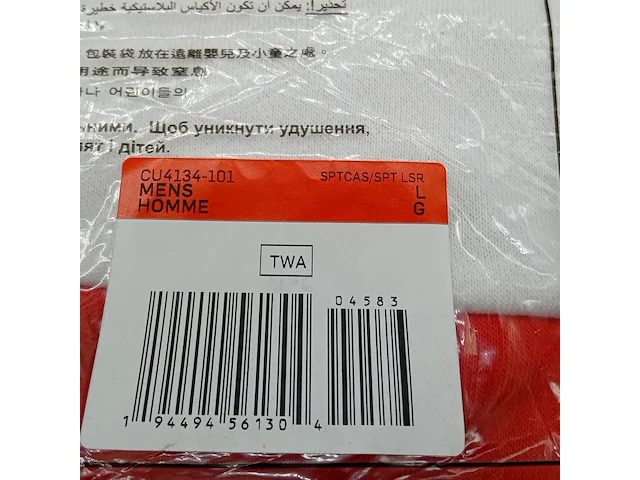 تحذير!: يمكن أن تكون الأكياس البلاستيكية خطيرة
包裝袋放在遠離嬰兒及小童之處。
用途而导致窒息
어린이들의
Щоб уникнути удушення,
і дітей.
CU4134-101 SPTCAS/SPT LSR
MENS L
HOMME G
TWA
04583
1 94494 56130 4